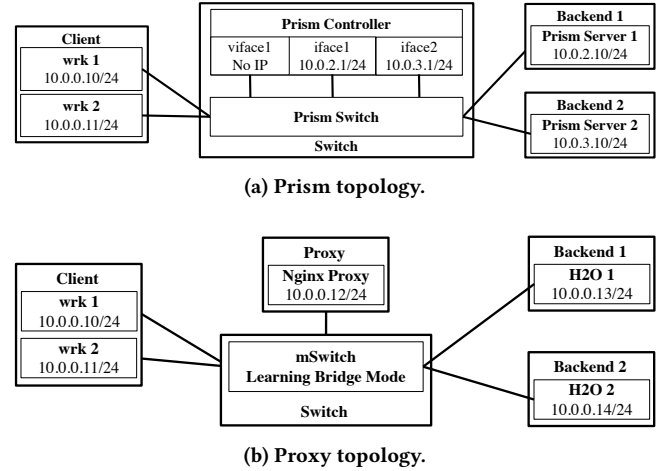 Client
wrk 1
10.0.0.10/24
wrk 2
10.0.0.11/24
Prism Controller
viface1
No IP
iface1
10.0.2.1/24
iface2
10.0.3.1/24
Prism Switch
Switch
Backend 1
Prism Server 1
10.0.2.10/24
Backend 2
Prism Server 2
10.0.3.10/24
(a) Prism topology.
Client
wrk 1
10.0.0.10/24
wrk 2
10.0.0.11/24
Proxy
Nginx Proxy
10.0.0.12/24
mSwitch
Learning Bridge Mode
Switch
Backend 1
H2O 1
10.0.0.13/24
Backend 2
H2O 2
10.0.0.14/24
(b) Proxy topology.